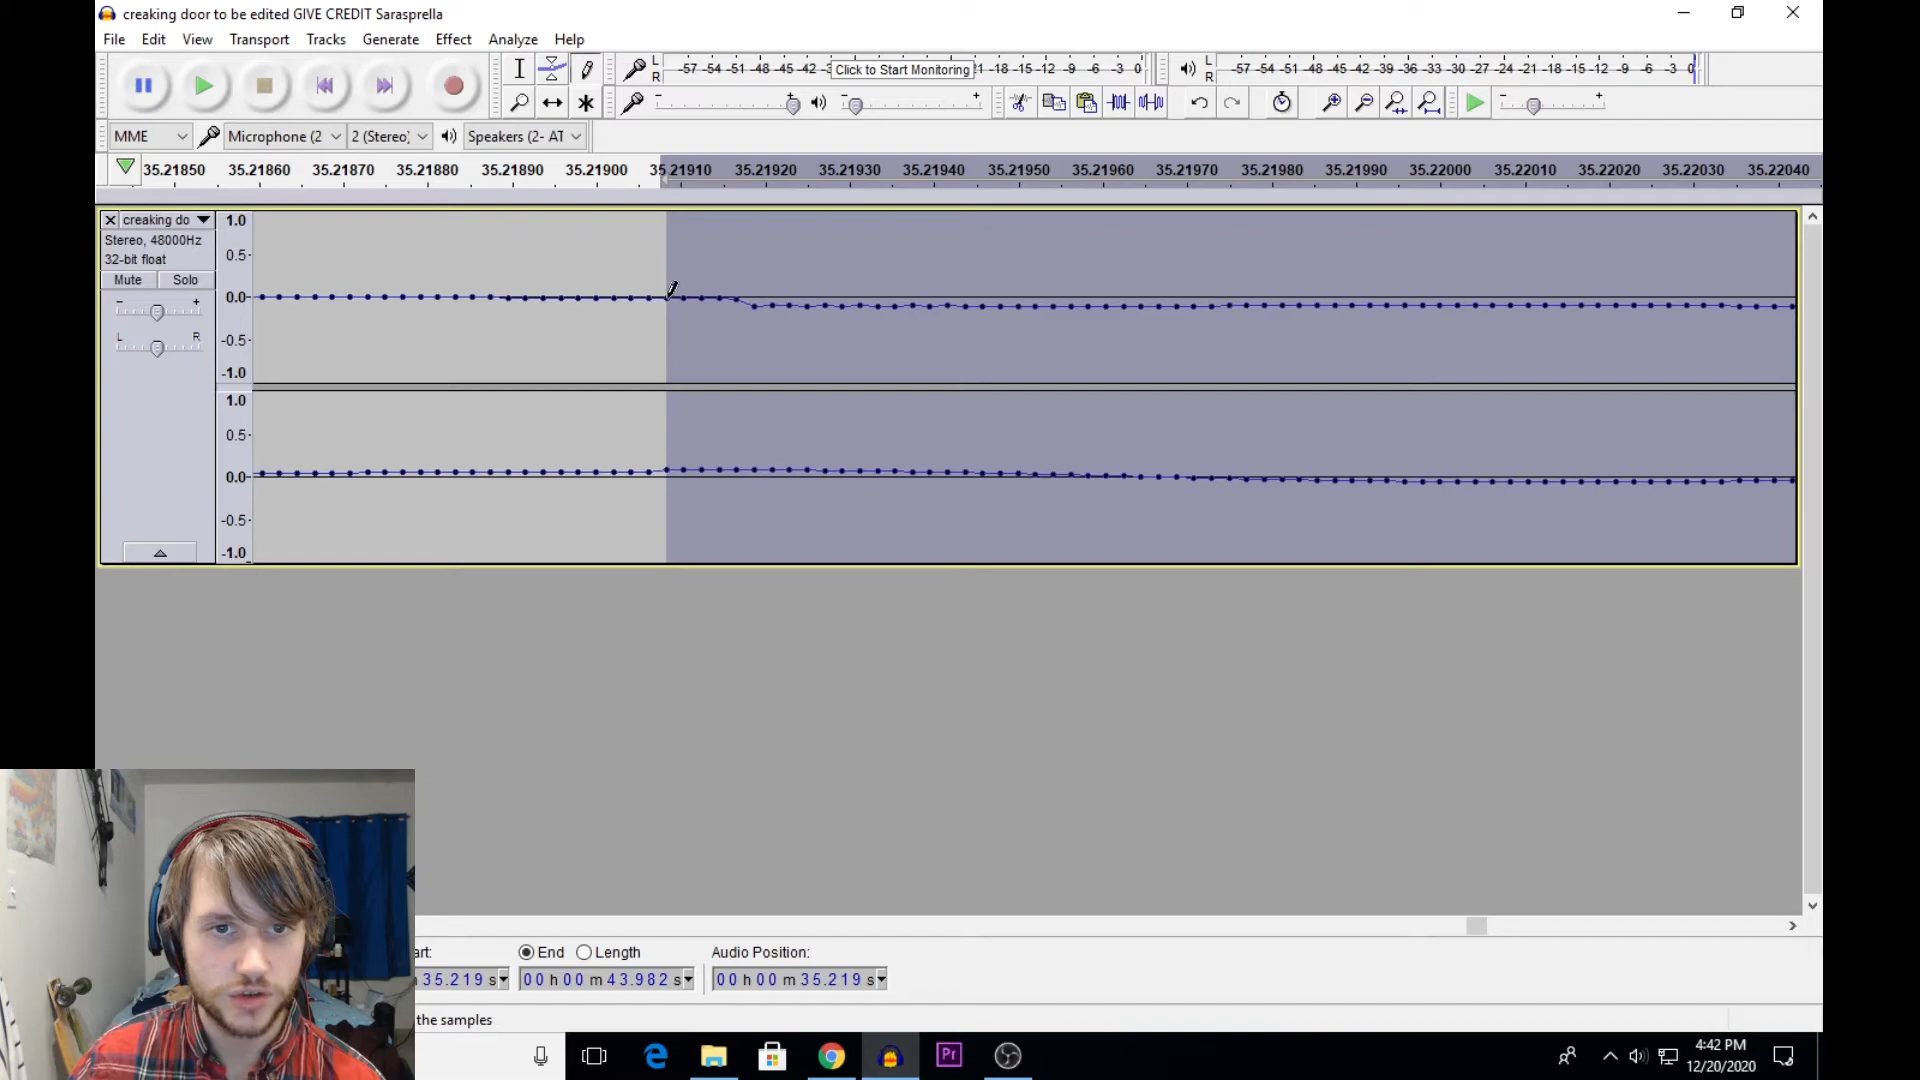 creaking door to be edited GIVE CREDIT Sarasprella
File Edit View Transport Tracks Generate Effect Analyze Help
L R -57 -54 -51 -48 -45 -42 Click to Start Monitoring -18 -15 -12 -9 -6 -3 0 L R -57 -54 -51 -48 -45 -42 -39 -36 -33 -30 -27 -24 -21 -18 -15 -12 -9 -6 -3 0
MME Microphone (2 2 (Stereo) Speakers (2- AT
35.21850 35.21860 35.21870 35.21880 35.21890 35.21900 35.21910 35.21920 35.21930 35.21940 35.21950 35.21960 35.21970 35.21980 35.21990 35.22000 35.22010 35.22020 35.22030 35.22040
creaking do 1.0
Stereo, 48000Hz
32-bit float
0.5
Mute Solo
0.0
L R
-0.5
-1.0
1.0
0.5
0.0
-0.5
-1.0
End Length Audio Position:
35.219 s 00 h 00 m 43.982 s 00 h 00 m 35.219 s
the samples
Pr
4:42 PM
12/20/2020